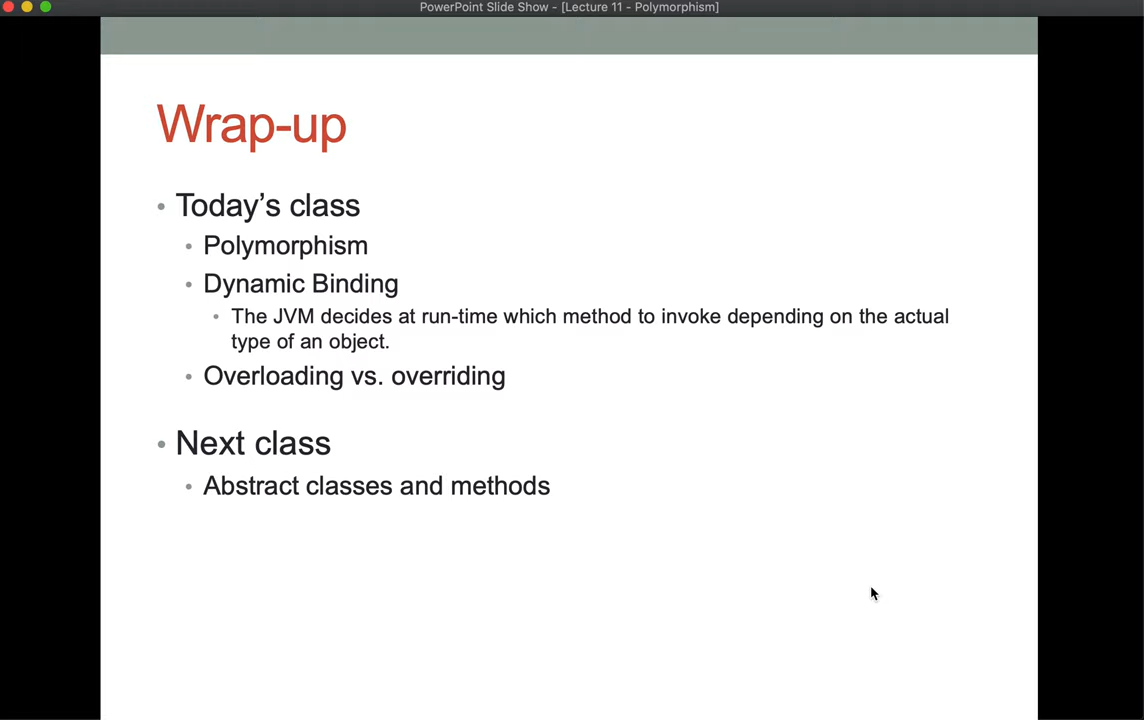 PowerPoint Slide Show - [Lecture 11 - Polymorphism]
Wrap-up
• Today’s class
• Polymorphism
• Dynamic Binding
• The JVM decides at run-time which method to invoke depending on the actual
type of an object.
• Overloading vs. overriding
• Next class
• Abstract classes and methods